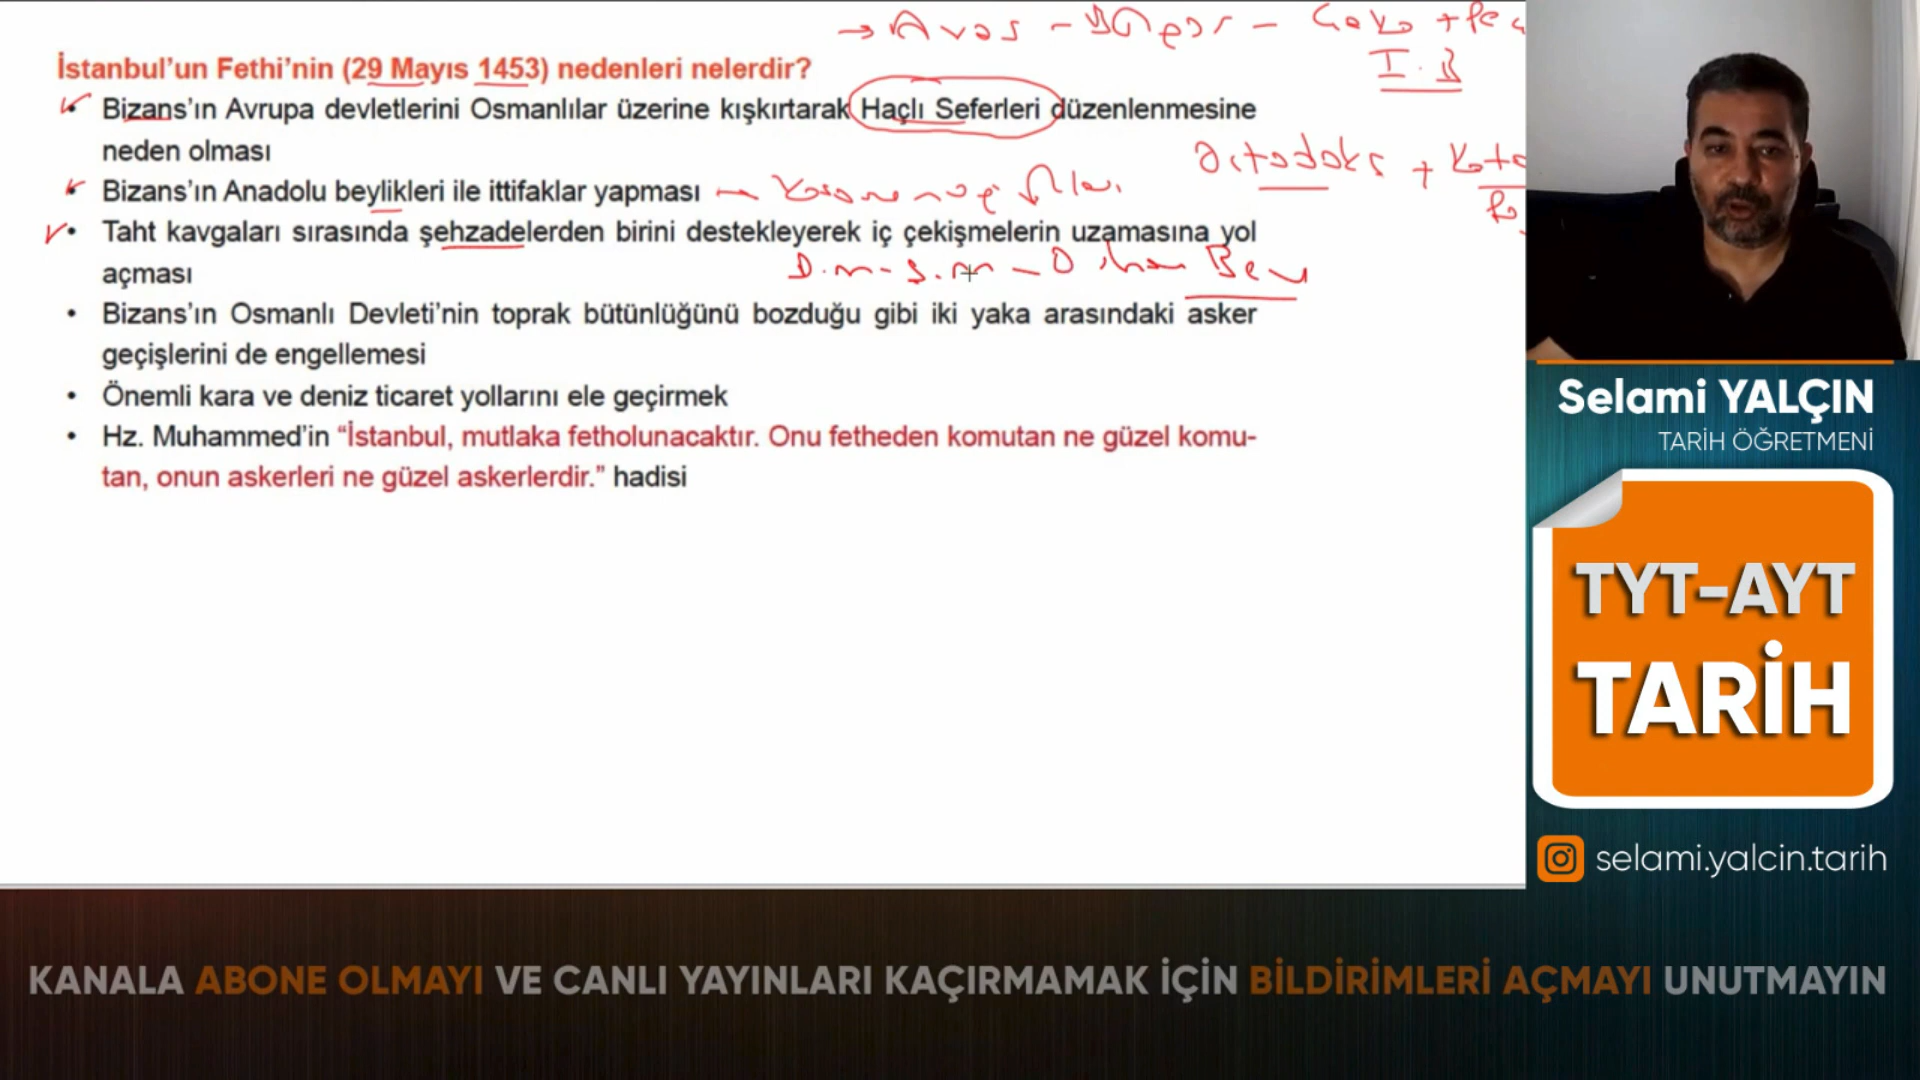 İstanbul’un Fethi’nin (29 Mayıs 1453) nedenleri nelerdir?
I.B
• Bizans’ın Avrupa devletlerini Osmanlılar üzerine kışkırtarak Haçlı Seferleri düzenlenmesine
neden olması
Ortodoks +
• Bizans’ın Anadolu beylikleri ile ittifaklar yapması
• Taht kavgaları sırasında şehzadelerden birini destekleyerek iç çekişmelerin uzamasına yol
açması
• Bizans’ın Osmanlı Devleti’nin toprak bütünlüğünü bozduğu gibi iki yaka arasındaki asker
geçişlerini de engellemesi
• Önemli kara ve deniz ticaret yollarını ele geçirmek
• Hz. Muhammed’in “İstanbul, mutlaka fetholunacaktır. Onu fetheden komutan ne güzel komu-
tan, onun askerleri ne güzel askerlerdir.” hadisi
Selami YALÇIN
TARİH ÖĞRETMENİ
TYT-AYT
TARİH
selami.yalcin.tarih
KANALA ABONE OLMAYI VE CANLI YAYINLARI KAÇIRMAMAK İÇİN BİLDİRİMLERİ AÇMAYI UNUTMAYIN